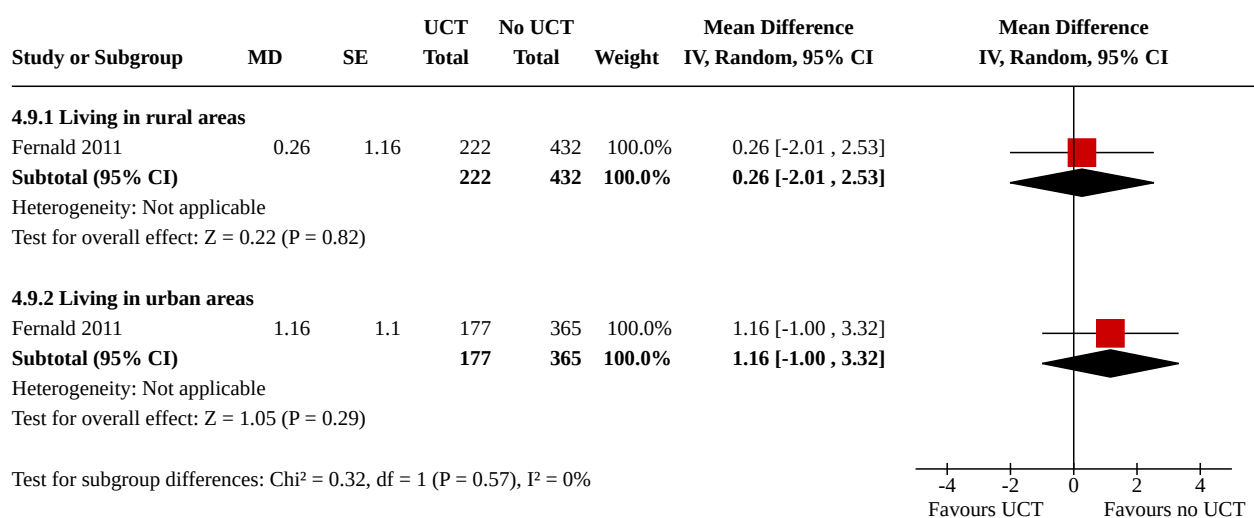 UCT No UCT Mean Difference Mean Difference
Study or Subgroup MD SE Total Total Weight IV, Random, 95% CI IV, Random, 95% CI
4.9.1 Living in rural areas
Fernald 2011 0.26 1.16 222 432 100.0% 0.26 [-2.01 , 2.53]
Subtotal (95% CI) 222 432 100.0% 0.26 [-2.01 , 2.53]
Heterogeneity: Not applicable
Test for overall effect: Z = 0.22 (P = 0.82)
4.9.2 Living in urban areas
Fernald 2011 1.16 1.1 177 365 100.0% 1.16 [-1.00 , 3.32]
Subtotal (95% CI) 177 365 100.0% 1.16 [-1.00 , 3.32]
Heterogeneity: Not applicable
Test for overall effect: Z = 1.05 (P = 0.29)
Test for subgroup differences: Chi² = 0.32, df = 1 (P = 0.57), I² = 0%
-4 -2 0 2 4
Favours UCT Favours no UCT